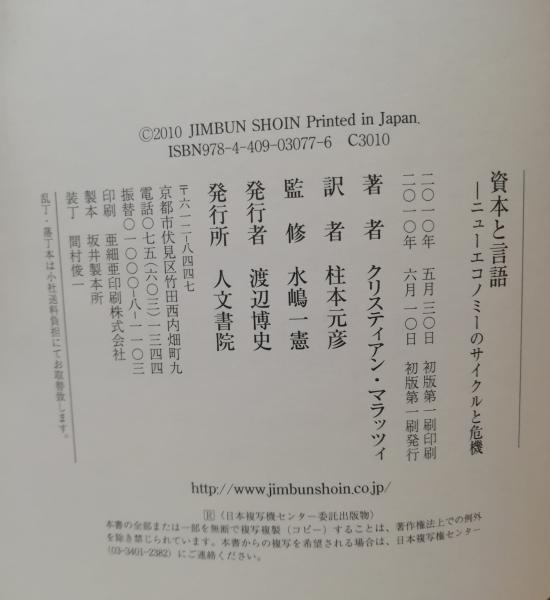 ©2010 JIMBUN SHOIN Printed in Japan.
ISBN978-4-409-03077-6 C3010
資本と言語
―ニューエコノミーのサイクルと危機
二〇一〇年 五月 三〇日 初版第一刷印刷
二〇一〇年 六月 一〇日 初版第一刷発行
著者 クリスティアン・マラッツィ
訳者 柱本元彦
監修 水嶋一憲
発行者 渡辺博史
発行所 人文書院
〒六一二-八四四七
京都市伏見区竹田西内畑町九
電話〇七五(六〇三)一三四四
振替〇一〇〇〇-八-一一〇三
印刷 亜細亜印刷株式会社
製本 坂井製本所
装丁 間村俊一
乱丁・落丁本は小社送料負担にてお取替致します。
http://www.jimbunshoin.co.jp/
Ⓡ〈日本複写機センター委託出版物〉
本書の全部または一部を無断で複写複製(コピー)することは、著作権法上での例外
を除き禁じられています。本書からの複写を希望される場合は、日本複写権センター
(03-3401-2382)にご連絡ください。